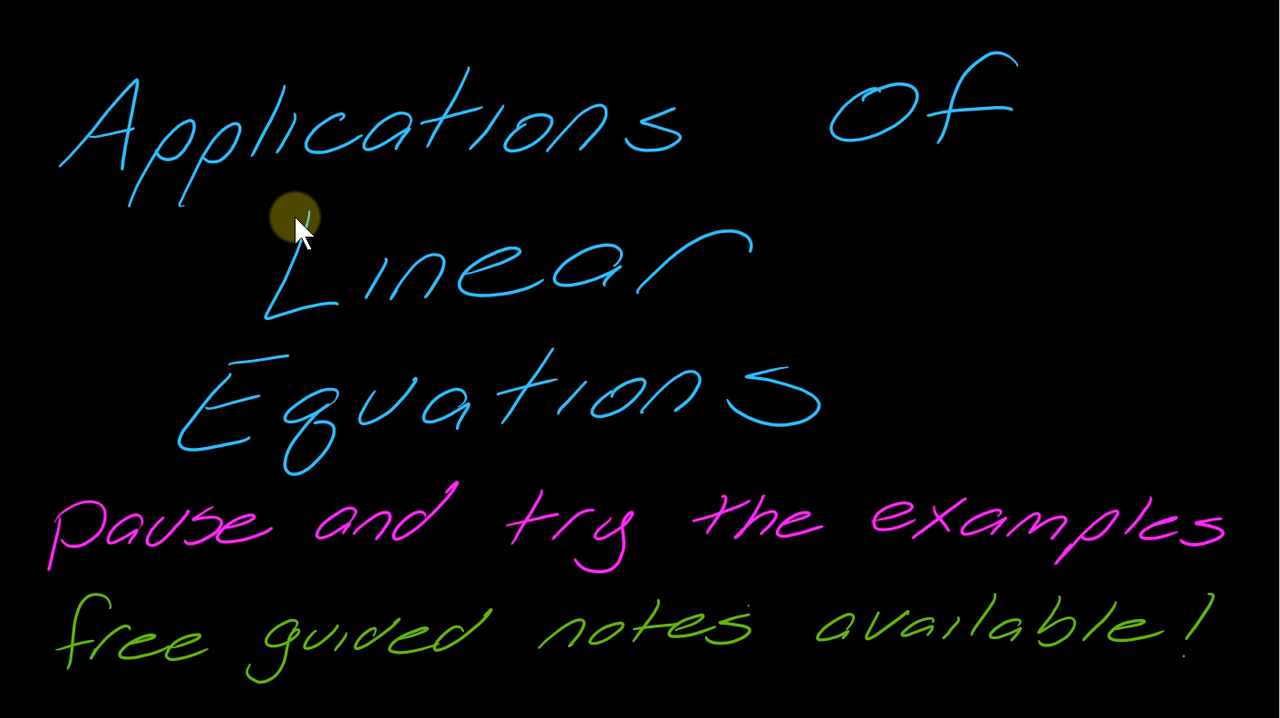 Applications Of
Linear
Equations
pause and try the examples
free guided notes available!